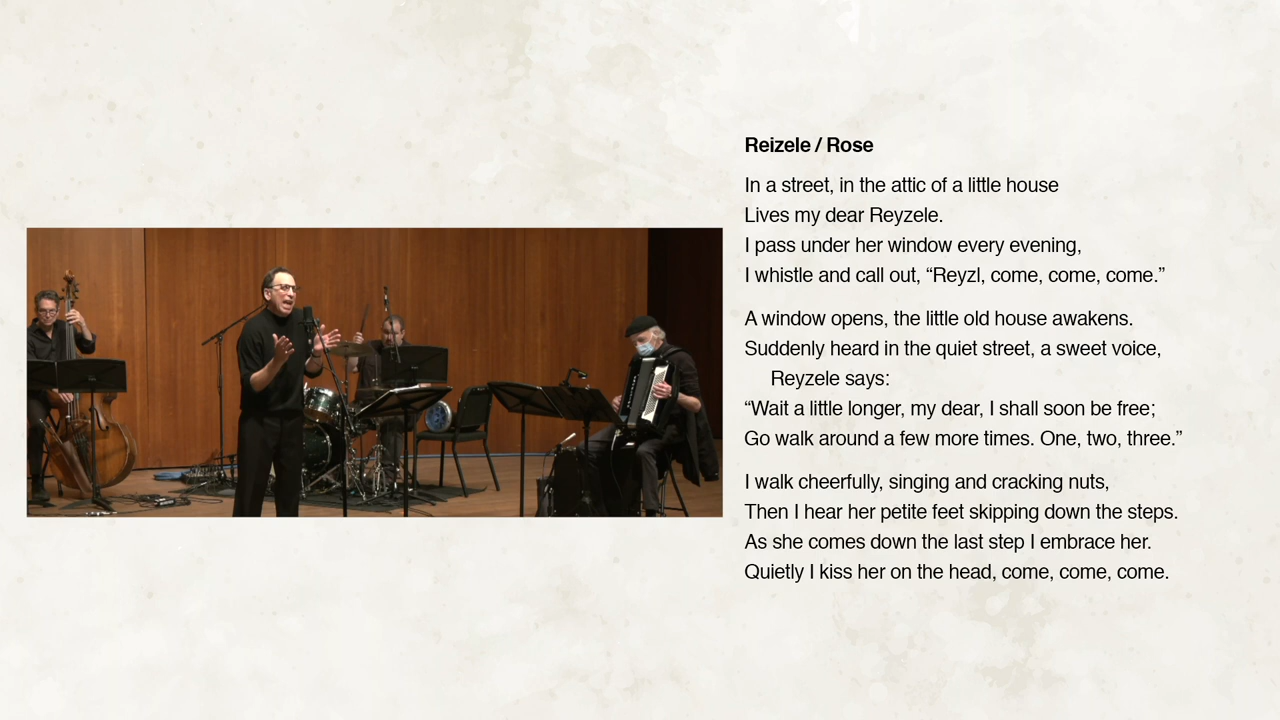 Reizele / Rose
In a street, in the attic of a little house
Lives my dear Reyzele.
I pass under her window every evening,
I whistle and call out, “Reyzl, come, come, come.”
A window opens, the little old house awakens.
Suddenly heard in the quiet street, a sweet voice,
Reyzele says:
“Wait a little longer, my dear, I shall soon be free;
Go walk around a few more times. One, two, three.”
I walk cheerfully, singing and cracking nuts,
Then I hear her petite feet skipping down the steps.
As she comes down the last step I embrace her.
Quietly I kiss her on the head, come, come, come.